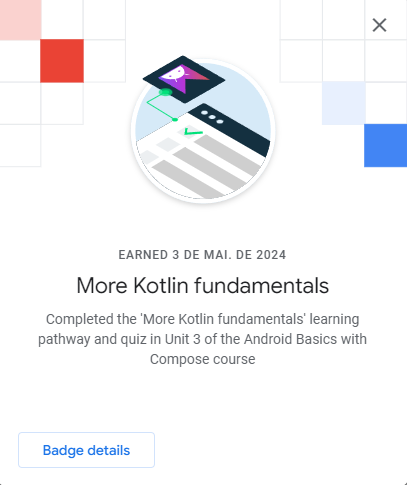 EARNED 3 DE MAI. DE 2024
More Kotlin fundamentals
Completed the 'More Kotlin fundamentals' learning
pathway and quiz in Unit 3 of the Android Basics with
Compose course
Badge details